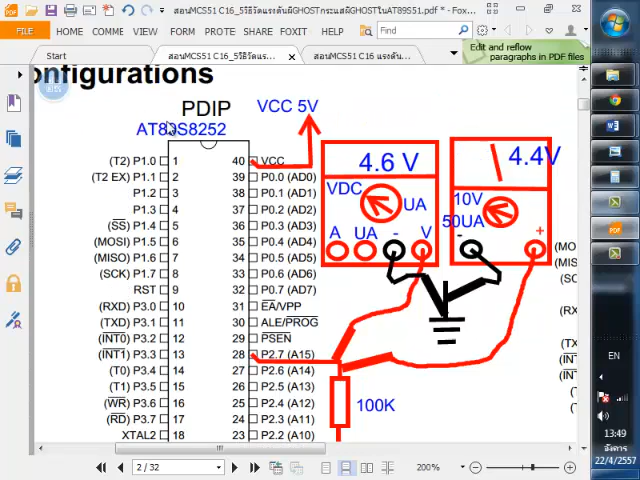 สอนMCS51 C16_วิธีวัดแรงดันผีGHOSTกระแสผีGHOSTในAT89S51.pdf * - Fox...
FILE HOME COMME VIEW FORM PROTE SHARE HELP Find
Edit and reflow
paragraphs in PDF files
Start
สอนMCS51 C16_วิธีวัดแรง...
สอนMCS51 C16 แรงดัน...
onfigurations
PDIP
VCC 5V
AT89S8252
(T2) P1.0 1 40 VCC
(T2 EX) P1.1 2 39 P0.0 (AD0)
P1.2 3 38 P0.1 (AD1)
P1.3 4 37 P0.2 (AD2)
(SS) P1.4 5 36 P0.3 (AD3)
(MOSI) P1.5 6 35 P0.4 (AD4)
(MISO) P1.6 7 34 P0.5 (AD5)
(SCK) P1.7 8 33 P0.6 (AD6)
RST 9 32 P0.7 (AD7)
(RXD) P3.0 10 31 EA/VPP
(TXD) P3.1 11 30 ALE/PROG
(INT0) P3.2 12 29 PSEN
(INT1) P3.3 13 28 P2.7 (A15)
(T0) P3.4 14 27 P2.6 (A14)
(T1) P3.5 15 26 P2.5 (A13)
(WR) P3.6 16 25 P2.4 (A12)
(RD) P3.7 17 24 P2.3 (A11)
XTAL2 18 23 P2.2 (A10)
4.6 V
VDC
UA
A UA - V
4.4V
10V
50UA
- +
100K
(MO
(MIS
(SC
(R
(TX
(INT
(INT
EN
13:49
อังคาร
22/4/2557
2 / 32
200%